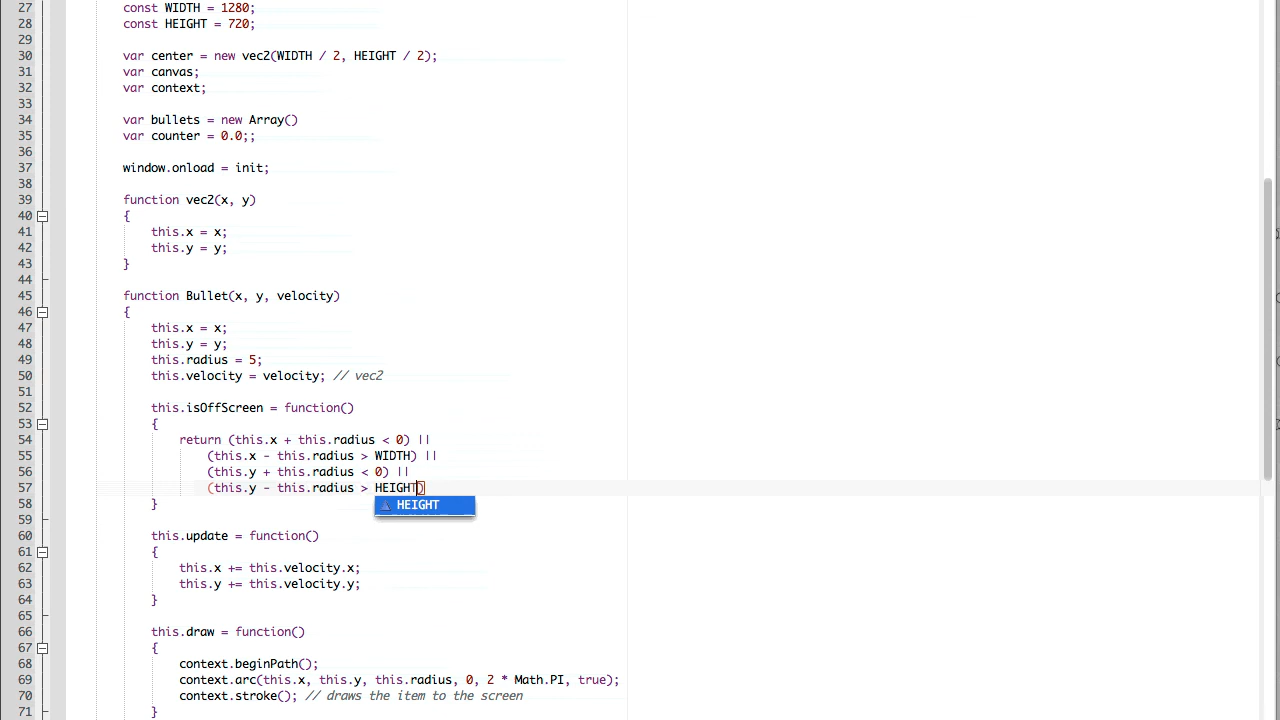 27 const WIDTH = 1280;
28 const HEIGHT = 720;
29
30 var center = new vec2(WIDTH / 2, HEIGHT / 2);
31 var canvas;
32 var context;
33
34 var bullets = new Array()
35 var counter = 0.0;;
36
37 window.onload = init;
38
39 function vec2(x, y)
40 {
41 this.x = x;
42 this.y = y;
43 }
44
45 function Bullet(x, y, velocity)
46 {
47 this.x = x;
48 this.y = y;
49 this.radius = 5;
50 this.velocity = velocity; // vec2
51
52 this.isOffScreen = function()
53 {
54 return (this.x + this.radius < 0) ||
55 (this.x - this.radius > WIDTH) ||
56 (this.y + this.radius < 0) ||
57 (this.y - this.radius > HEIGHT)
HEIGHT
58 }
59
60 this.update = function()
61 {
62 this.x += this.velocity.x;
63 this.y += this.velocity.y;
64 }
65
66 this.draw = function()
67 {
68 context.beginPath();
69 context.arc(this.x, this.y, this.radius, 0, 2 * Math.PI, true);
70 context.stroke(); // draws the item to the screen
71 }